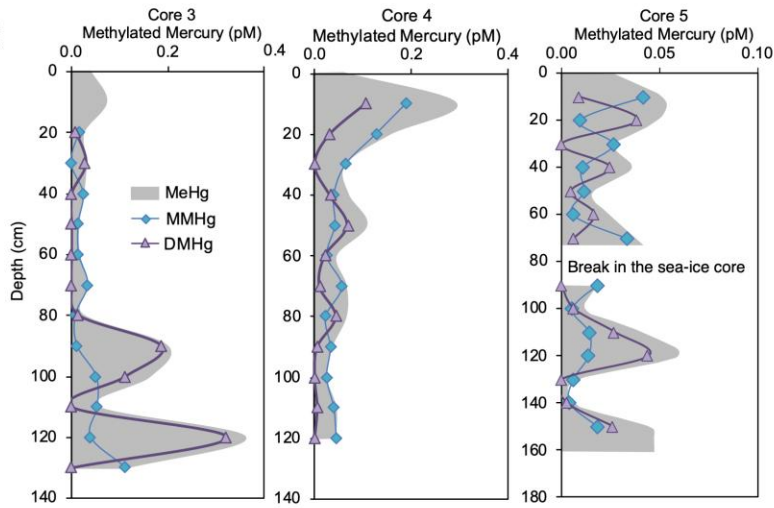 Core 3
Methylated Mercury (pM)
0.0 0.2 0.4
0
20
40
60
80
100
120
140
Depth (cm)
MeHg
MMHg
DMHg
Core 4
Methylated Mercury (pM)
0.0 0.2 0.4
0
20
40
60
80
100
120
140
Core 5
Methylated Mercury (pM)
0.00 0.05 0.10
0
20
40
60
80
Break in the sea-ice core
100
120
140
160
180